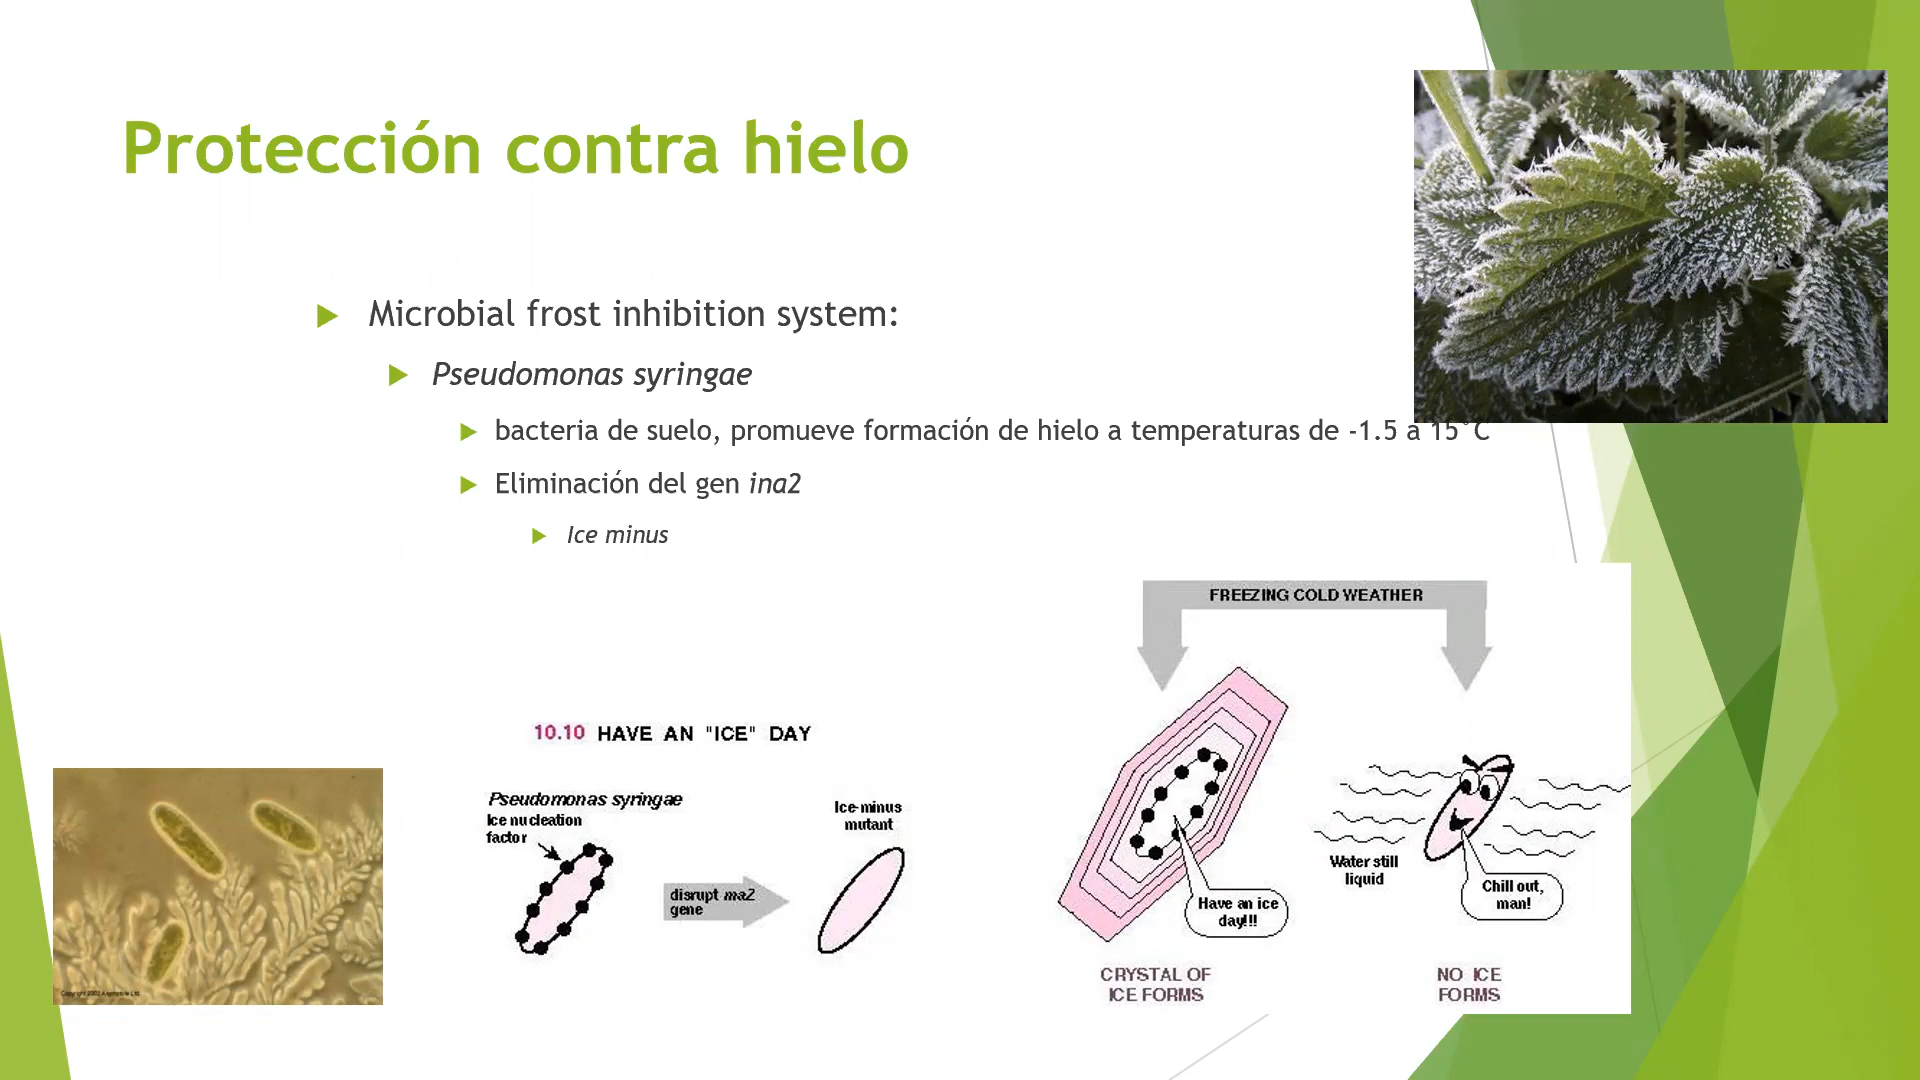 Protección contra hielo
Microbial frost inhibition system:
Pseudomonas syringae
bacteria de suelo, promueve formación de hielo a temperaturas de -1.5 a 15°C
Eliminación del gen ina2
Ice minus
FREEZING COLD WEATHER
10.10 HAVE AN "ICE" DAY
Pseudomonas syringae
Ice nucleation
factor
disrupt ina2
gene
Ice-minus
mutant
Have an ice
day!!!
Water still
liquid
Chill out,
man!
CRYSTAL OF
ICE FORMS
NO ICE
FORMS